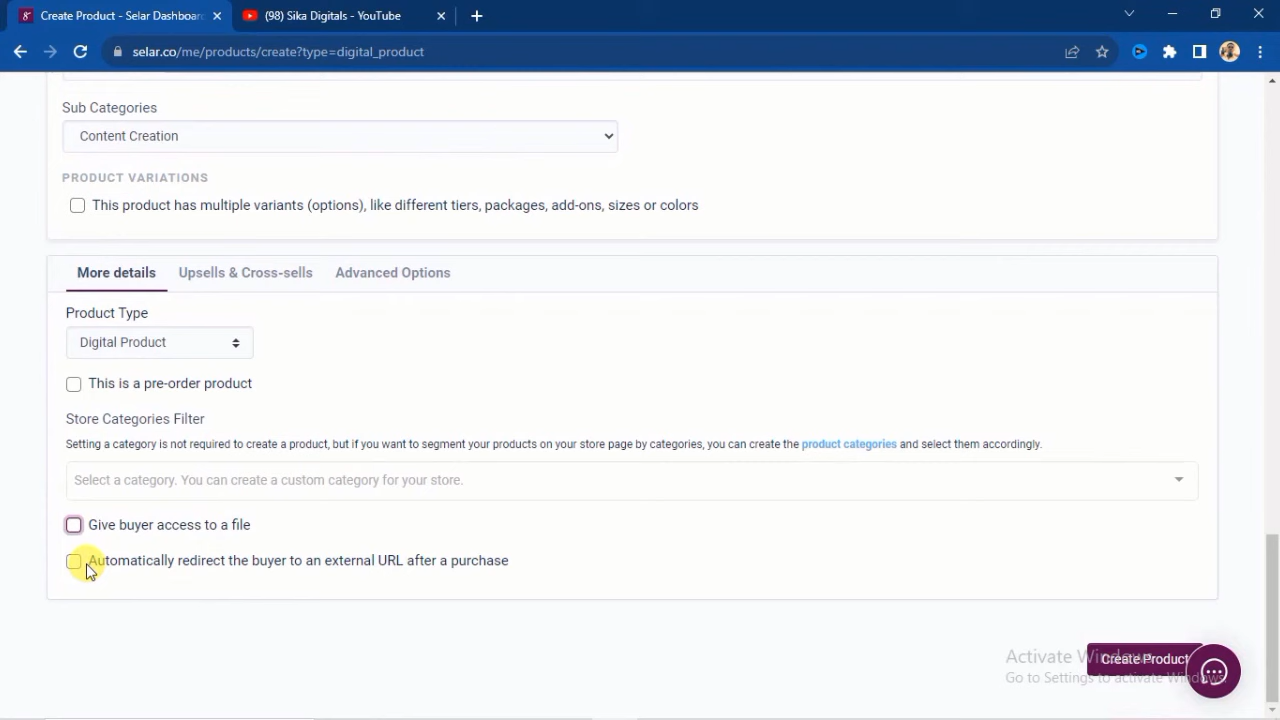 Create Product - Selar Dashboard
(98) Sika Digitals - YouTube
selar.co/me/products/create?type=digital_product
Sub Categories
Content Creation
PRODUCT VARIATIONS
This product has multiple variants (options), like different tiers, packages, add-ons, sizes or colors
More details Upsells & Cross-sells Advanced Options
Product Type
Digital Product
This is a pre-order product
Store Categories Filter
Setting a category is not required to create a product, but if you want to segment your products on your store page by categories, you can create the product categories and select them accordingly.
Select a category. You can create a custom category for your store.
Give buyer access to a file
Automatically redirect the buyer to an external URL after a purchase
Activate Windows
Create Product
Go to Settings to activate Windows.